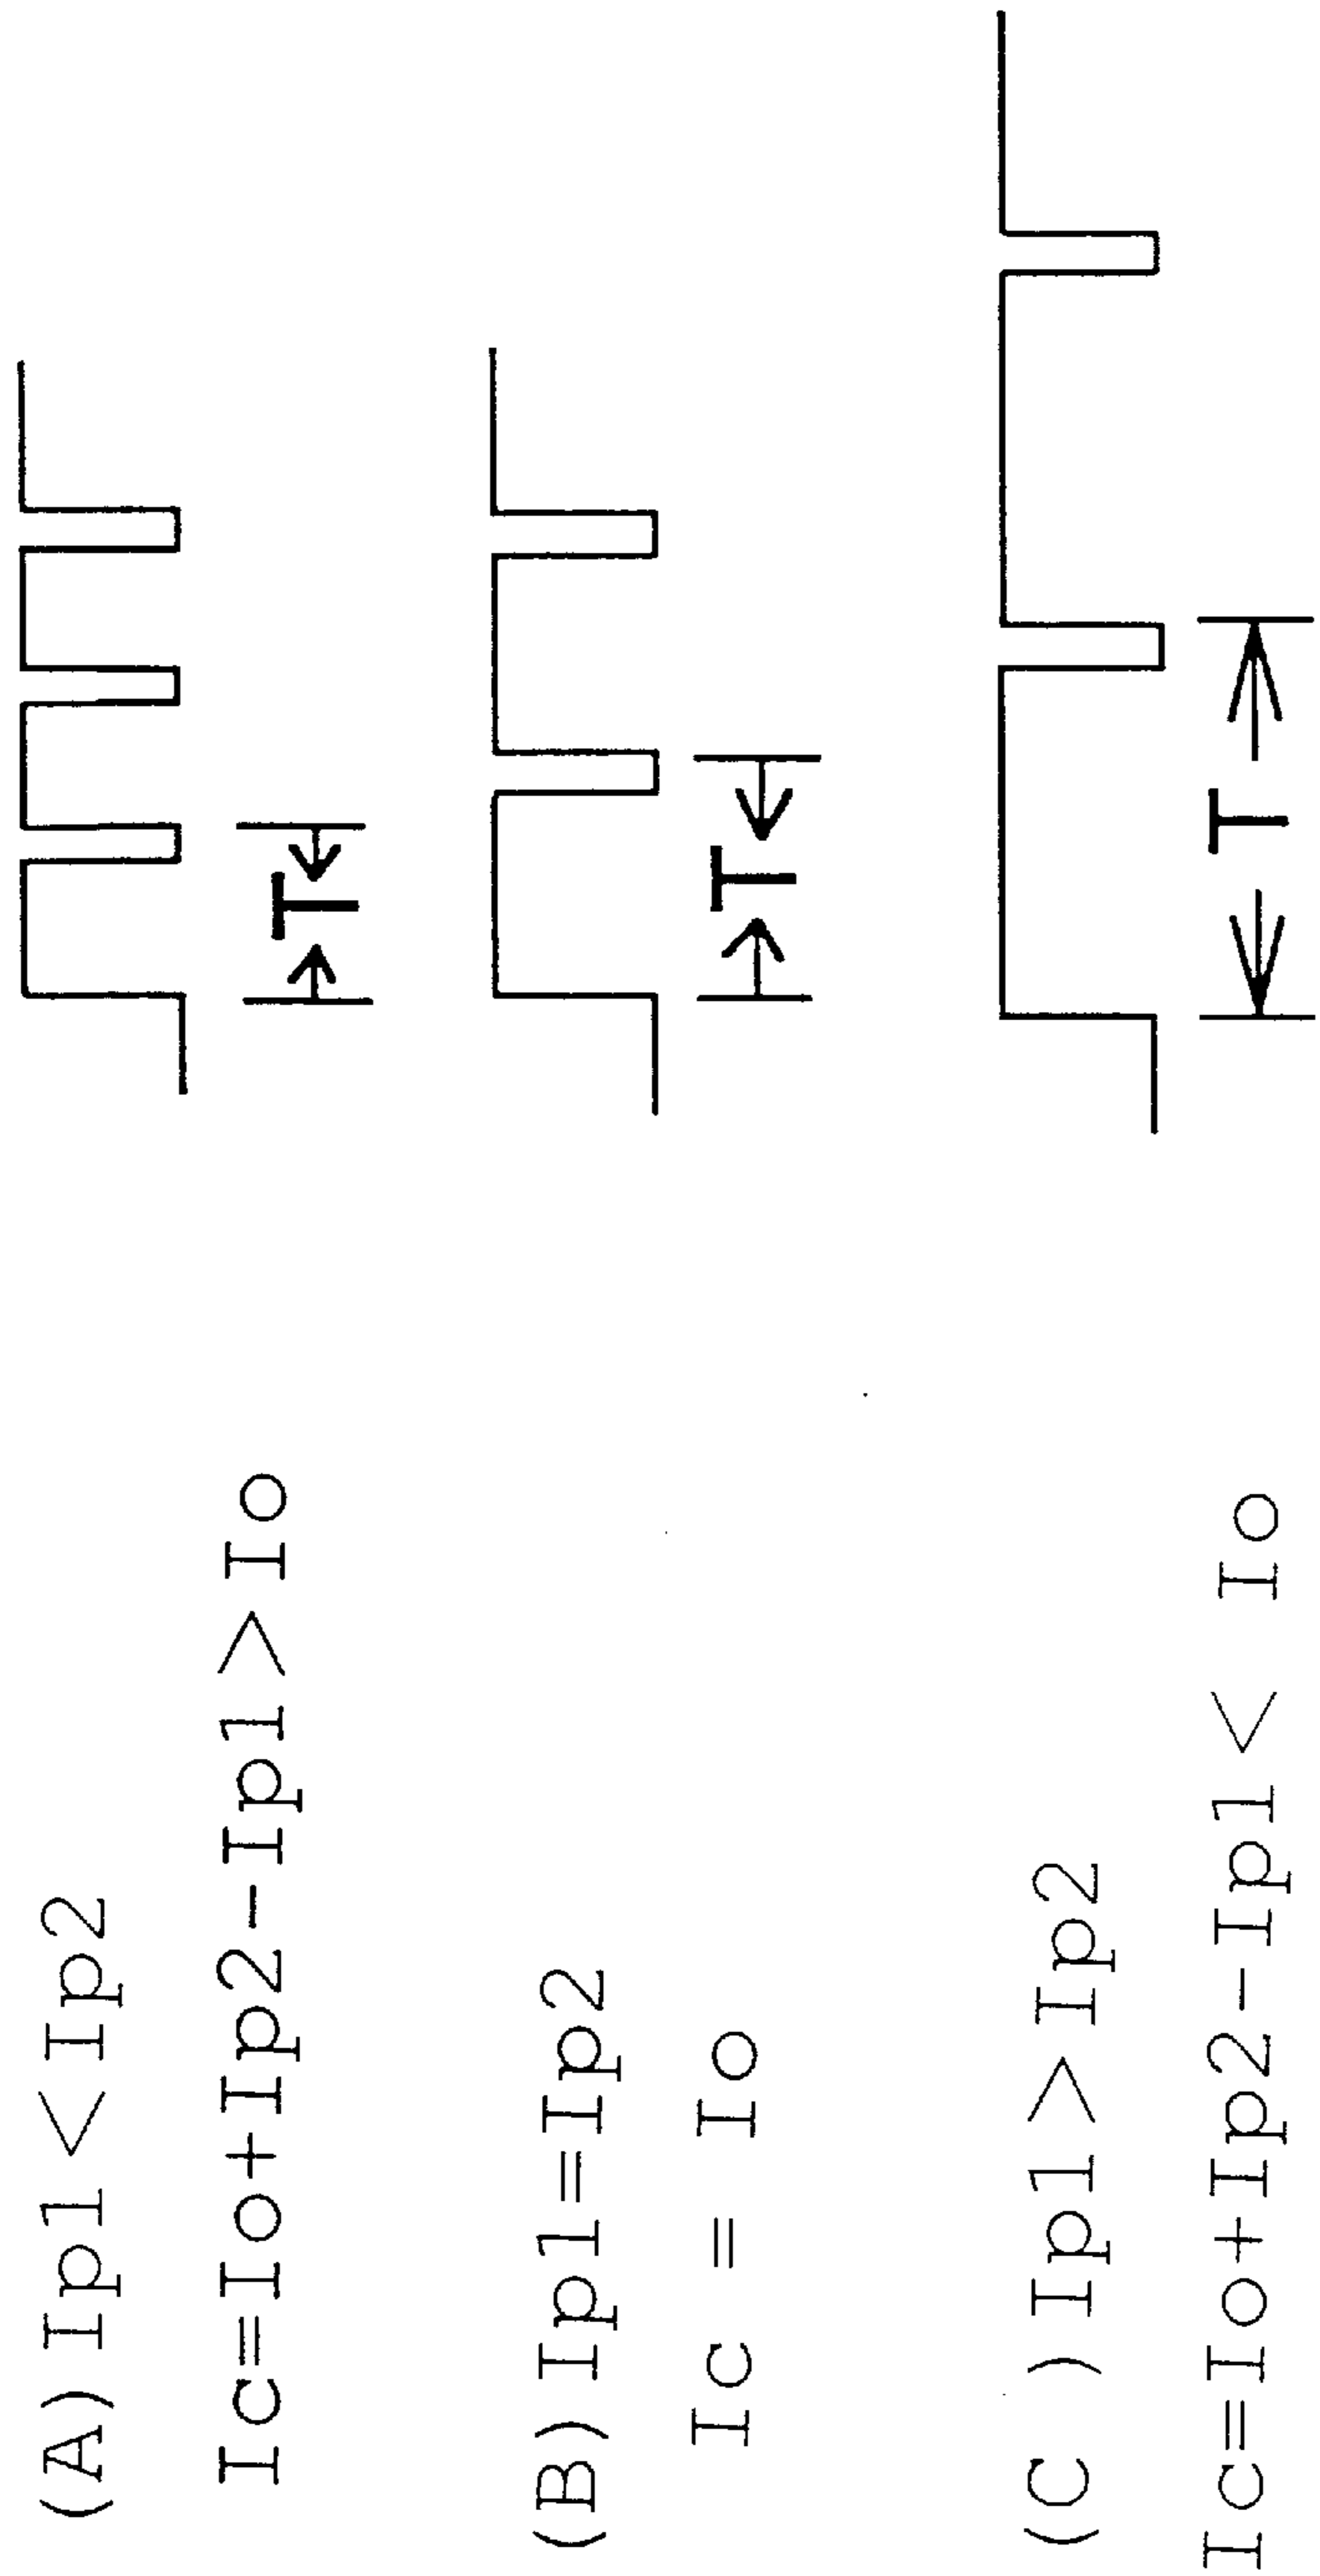 (A) Ip1 < Ip2
Ic=Io+Ip2-Ip1 > Io
T
(B) Ip1=Ip2
Ic = Io
T
(C ) Ip1 > Ip2
Ic=Io+Ip2-Ip1 < Io
T